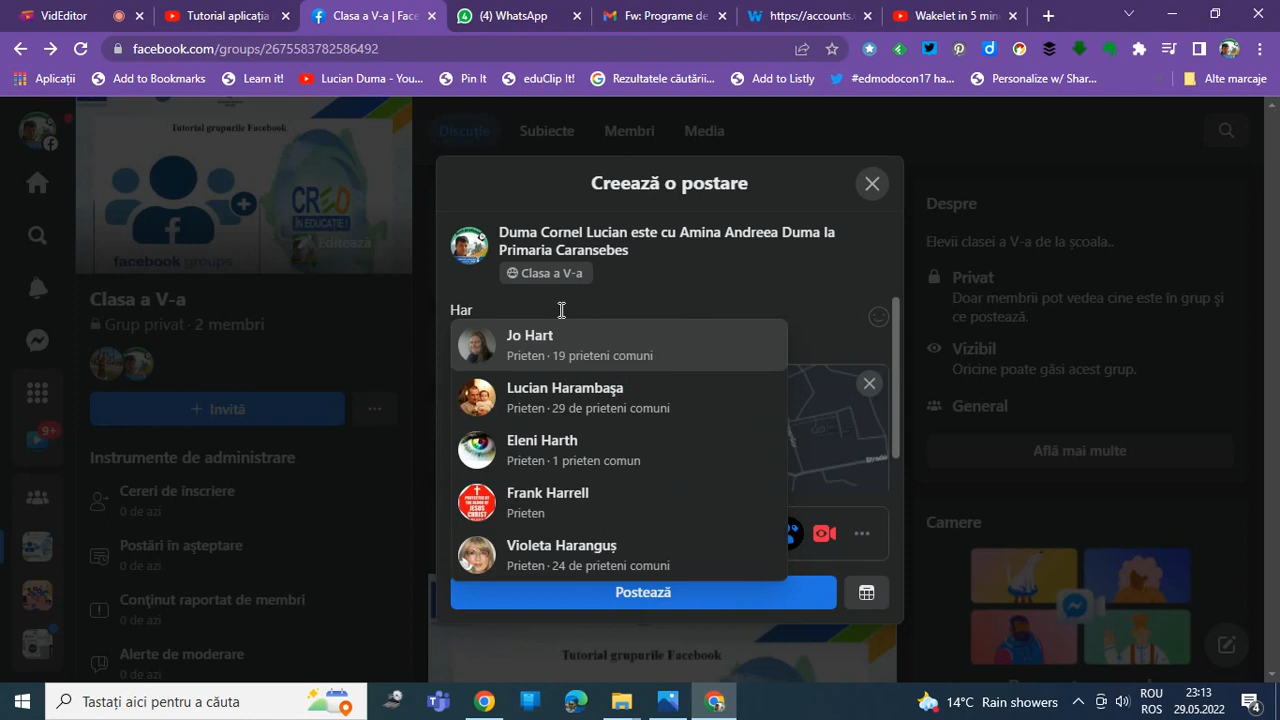 VidEditor
Tutorial aplicația
Clasa a V-a | Face
(4) WhatsApp
Fw: Programe de
https://accounts.
Wakelet in 5 min
facebook.com/groups/2675583782586492
Aplicații
Add to Bookmarks
Learn it!
Lucian Duma - You...
Pin It
eduClip It!
Rezultatele căutării...
Add to Listly
#edmodocon17 ha...
Personalize w/ Shar...
Alte marcaje
Tutorial grupurile Facebook
CRED
ÎN EDUCAȚIE !
facebook groups
Editează
Clasa a V-a
Grup privat · 2 membri
+ Invită
Instrumente de administrare
Cereri de înscriere
0 de azi
Postări în așteptare
0 de azi
Conținut raportat de membri
0 de azi
Alerte de moderare
0 de azi
9+
Discuție
Subiecte
Membri
Media
Creează o postare
Duma Cornel Lucian este cu Amina Andreea Duma la
Primaria Caransebes
Clasa a V-a
Har
Jo Hart
Prieten · 19 prieteni comuni
Lucian Harambaşa
Prieten · 29 de prieteni comuni
Eleni Harth
Prieten · 1 prieten comun
Frank Harrell
Prieten
Violeta Haranguș
Prieten · 24 de prieteni comuni
Postează
Tutorial grupurile Facebook
Despre
Elevii clasei a V-a de la școala..
Privat
Doar membrii pot vedea cine este în grup și
ce postează.
Vizibil
Oricine poate găsi acest grup.
General
Află mai multe
Camere
Tastați aici pentru a căuta
14°C Rain showers
ROU
ROS
23:13
29.05.2022
4